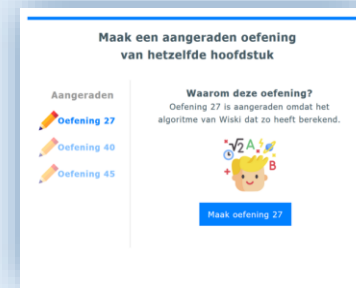 Maak een aangeraden oefening
van hetzelfde hoofdstuk
Aangeraden
Oefening 27
Oefening 40
Oefening 45
Waarom deze oefening?
Oefening 27 is aangeraden omdat het
algoritme van Wiski dat zo heeft berekend.
√2 A
B
Maak oefening 27